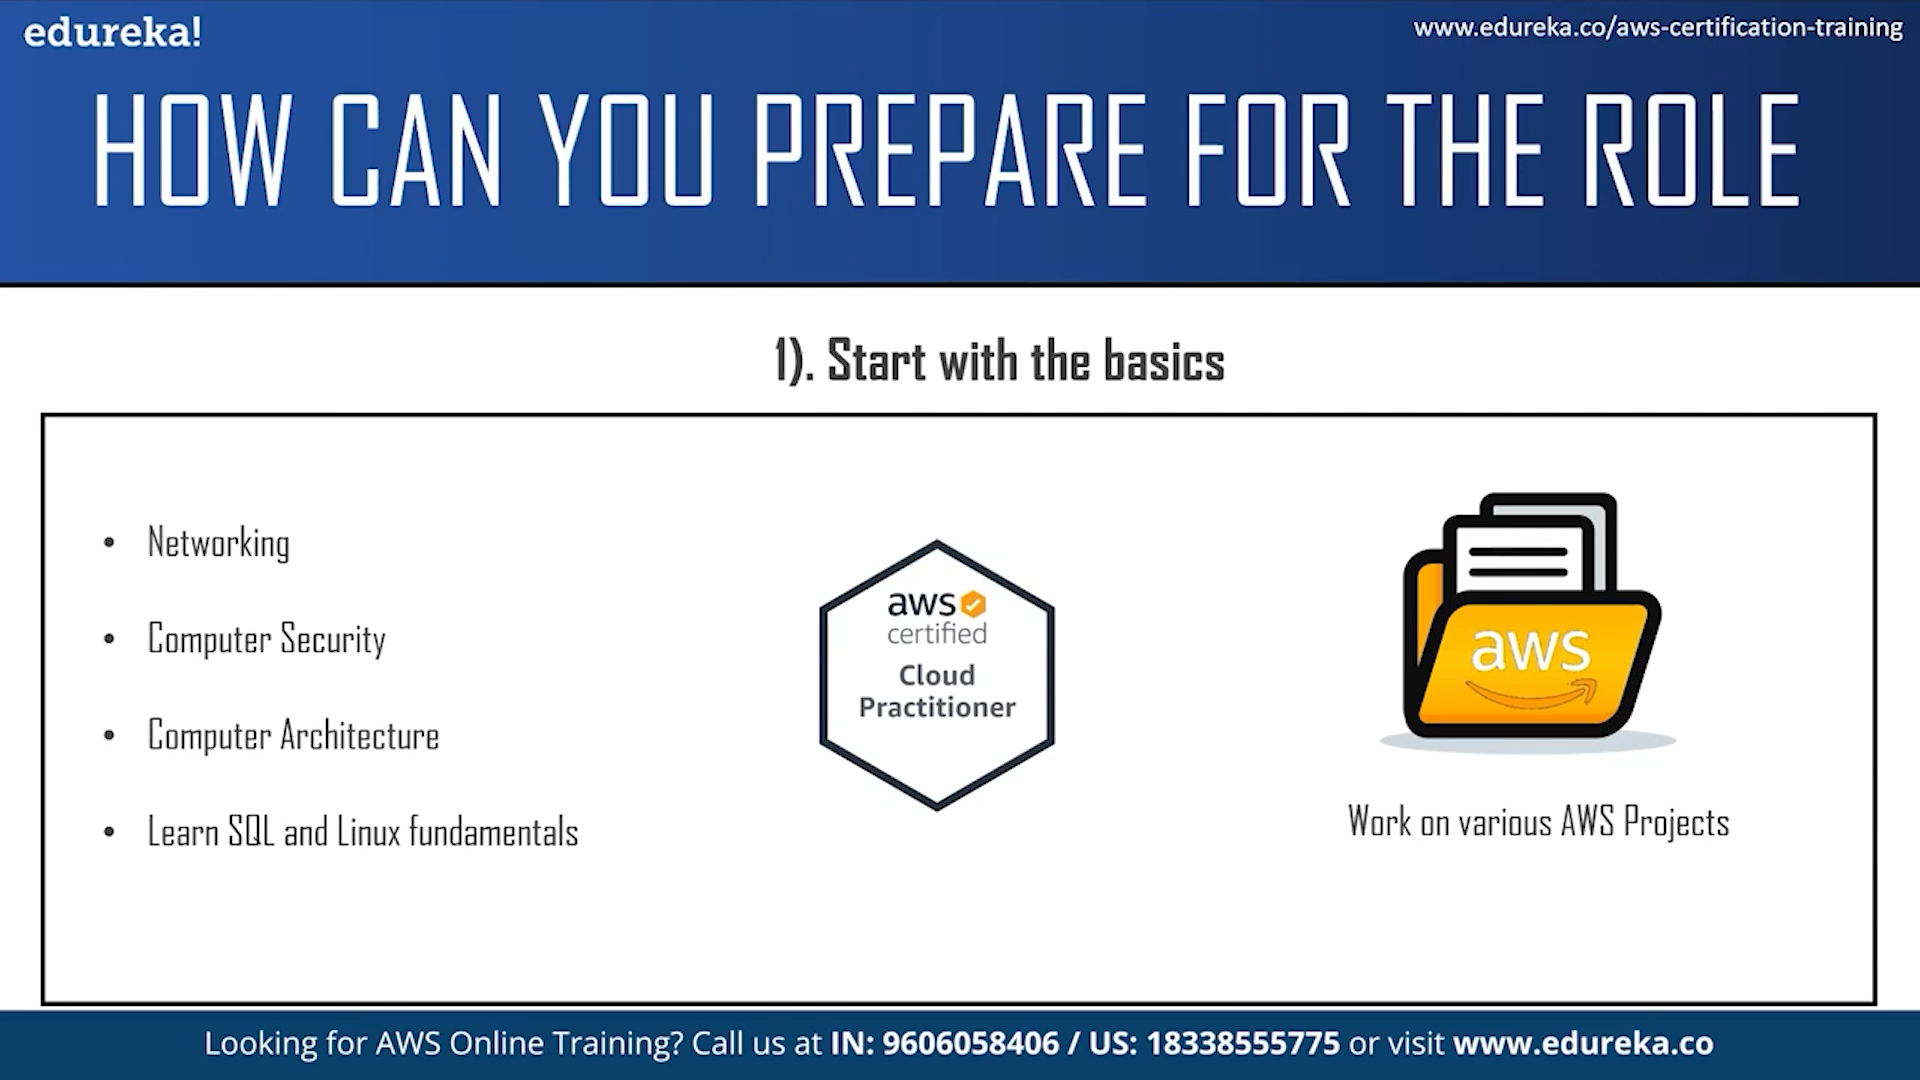 edureka!
www.edureka.co/aws-certification-training
HOW CAN YOU PREPARE FOR THE ROLE
1). Start with the basics
• Networking
• Computer Security
• Computer Architecture
• Learn SQL and Linux fundamentals
aws
certified
Cloud
Practitioner
aws
Work on various AWS Projects
Looking for AWS Online Training? Call us at IN: 9606058406 / US: 18338555775 or visit www.edureka.co